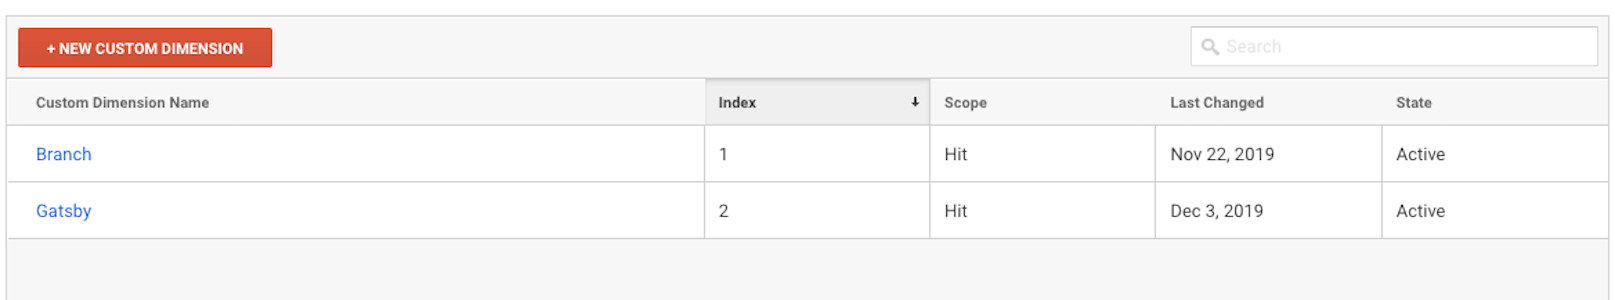 + NEW CUSTOM DIMENSION
Search
Custom Dimension Name Index Scope Last Changed State
Branch 1 Hit Nov 22, 2019 Active
Gatsby 2 Hit Dec 3, 2019 Active